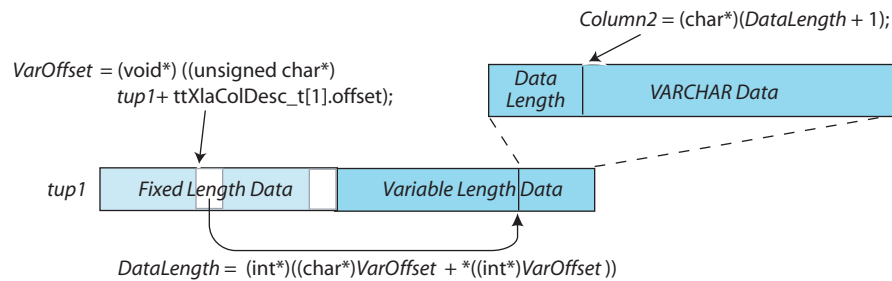 Column2 = (char*)(DataLength + 1);
VarOffset = (void*) ((unsigned char*)
tup1+ ttXlaColDesc_t[1].offset);
Data
Length
VARCHAR Data
tup1
Fixed Length Data
Variable Length Data
DataLength = (int*)((char*)VarOffset + *((int*)VarOffset))